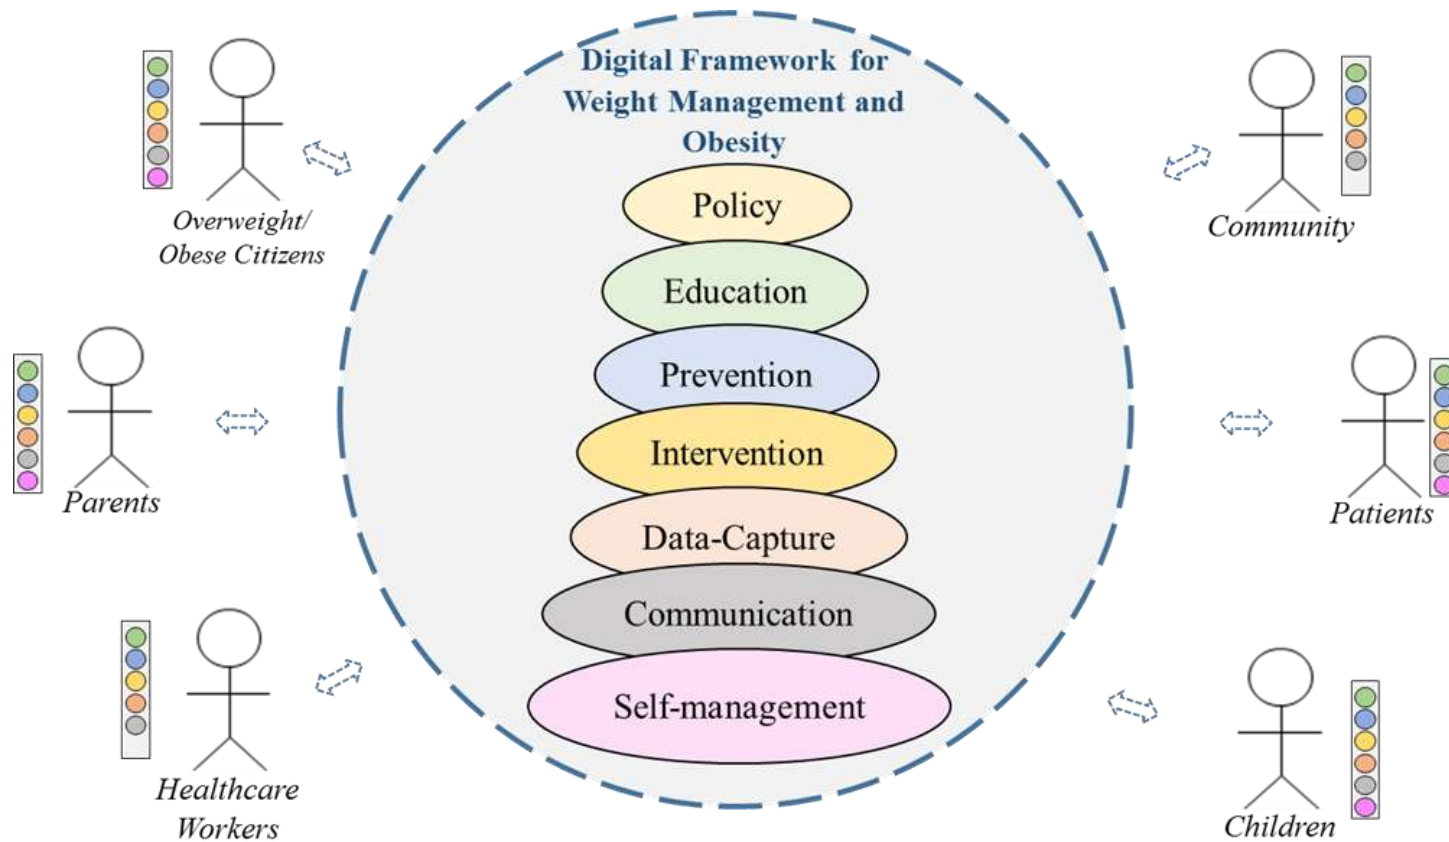 Digital Framework for
Weight Management and
Obesity
Policy
Education
Prevention
Intervention
Data-Capture
Communication
Self-management
Overweight/
Obese Citizens
Parents
Healthcare
Workers
Community
Patients
Children